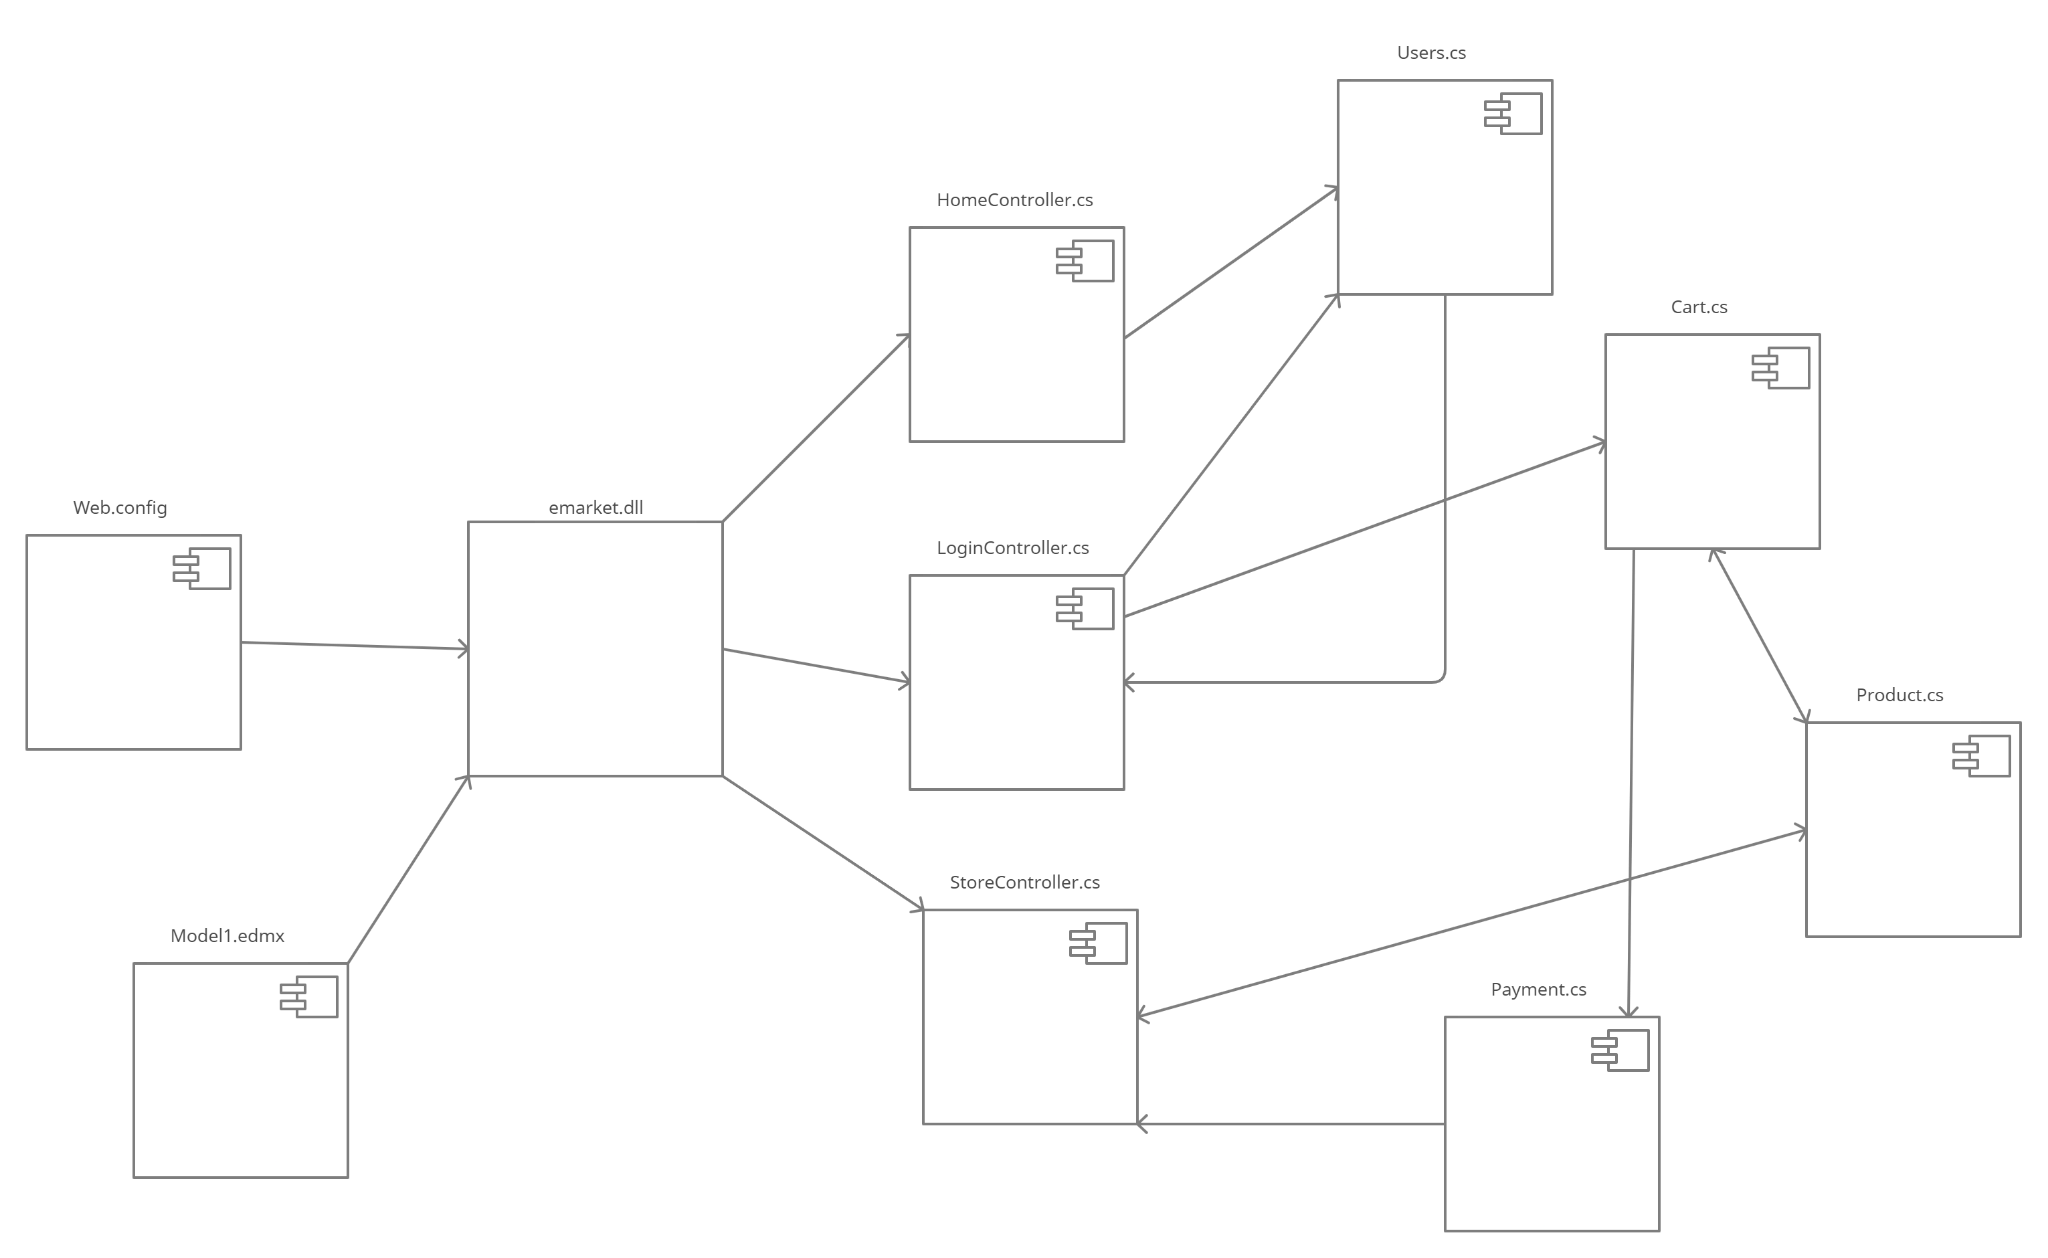 Users.cs
HomeController.cs
Cart.cs
Web.config
emarket.dll
LoginController.cs
Product.cs
StoreController.cs
Model1.edmx
Payment.cs